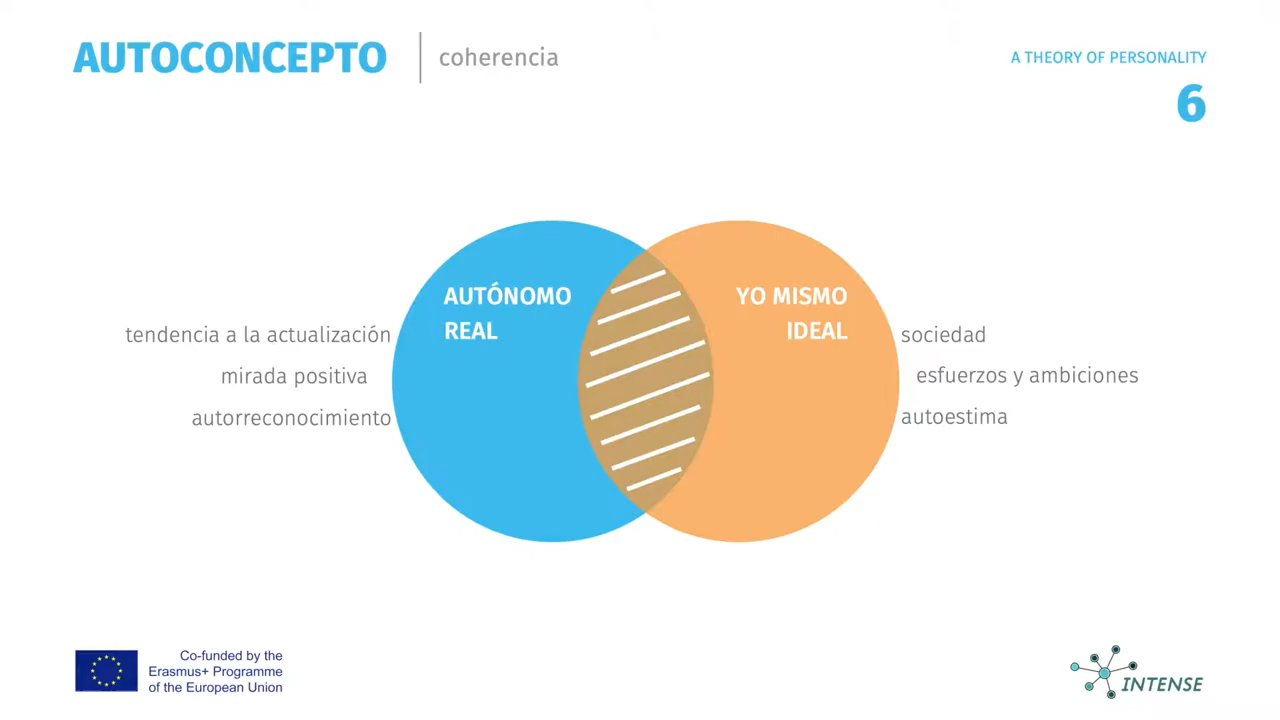 AUTOCONCEPTO
coherencia
A THEORY OF PERSONALITY
6
AUTÓNOMO
REAL
YO MISMO
IDEAL
tendencia a la actualización
mirada positiva
autorreconocimiento
sociedad
esfuerzos y ambiciones
autoestima
Co-funded by the
Erasmus+ Programme
of the European Union
INTENSE